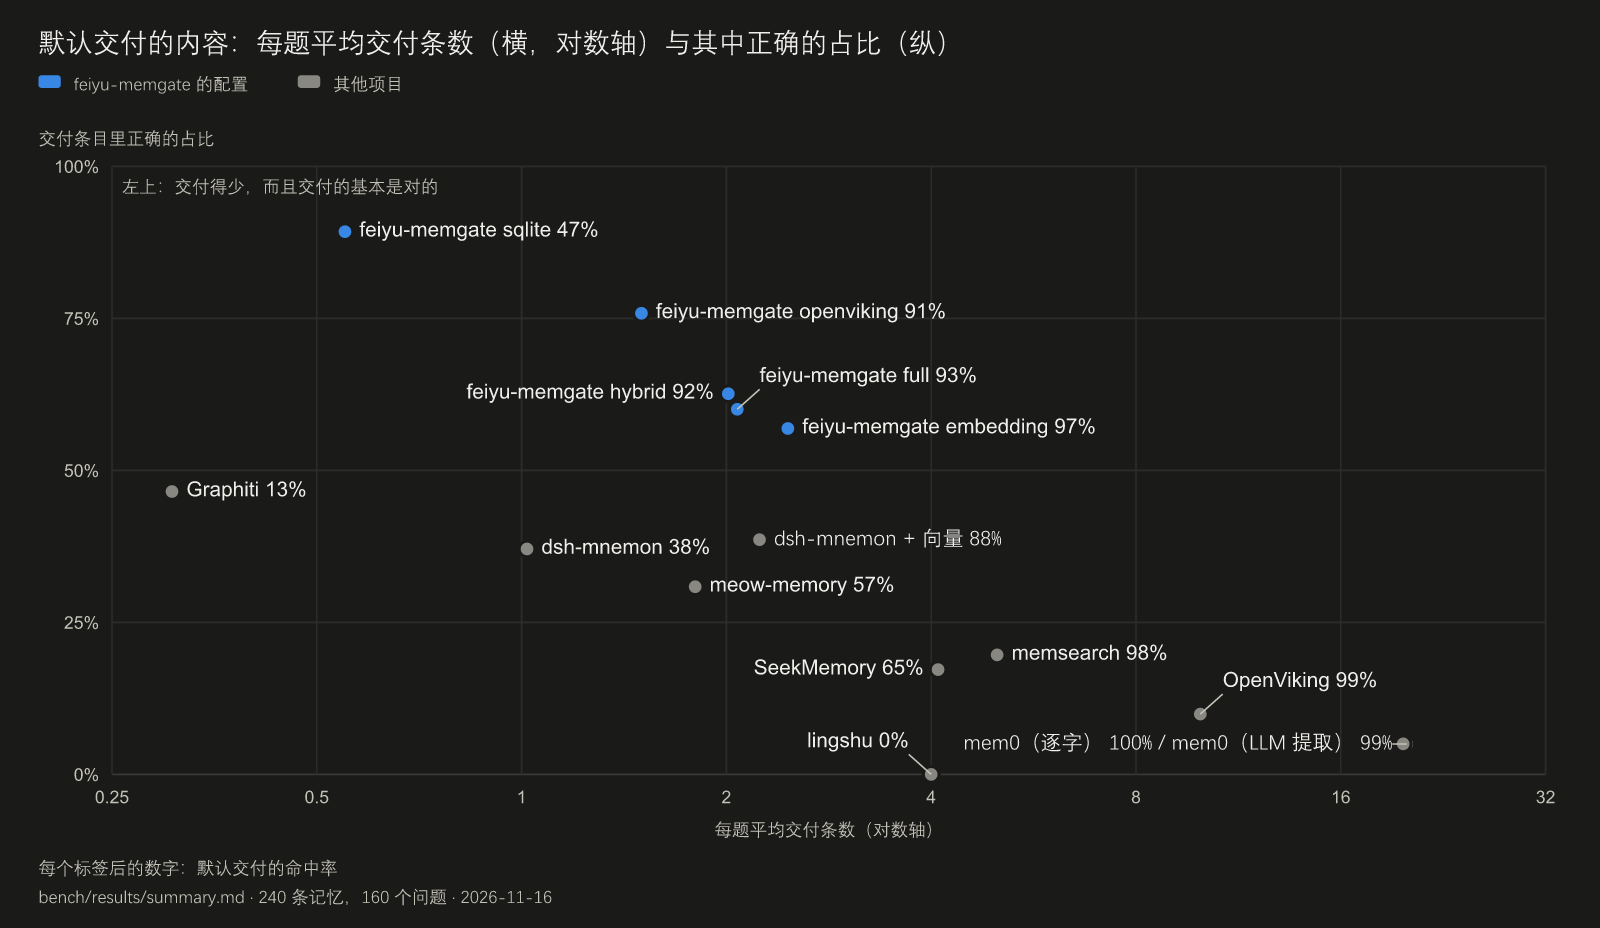 默认交付的内容：每题平均交付条数（横，对数轴）与其中正确的占比（纵）
feiyu-memgate 的配置
其他项目
交付条目里正确的占比
100%
左上：交付得少，而且交付的基本是对的
feiyu-memgate sqlite 47%
75%
feiyu-memgate openviking 91%
feiyu-memgate full 93%
feiyu-memgate hybrid 92%
feiyu-memgate embedding 97%
50%
Graphiti 13%
dsh-mnemon + 向量 88%
dsh-mnemon 38%
meow-memory 57%
25%
memsearch 98%
SeekMemory 65%
OpenViking 99%
lingshu 0%
mem0（逐字） 100% / mem0（LLM 提取） 99%
0%
0.25 0.5 1 2 4 8 16 32
每题平均交付条数（对数轴）
每个标签后的数字：默认交付的命中率
bench/results/summary.md · 240 条记忆，160 个问题 · 2026-11-16